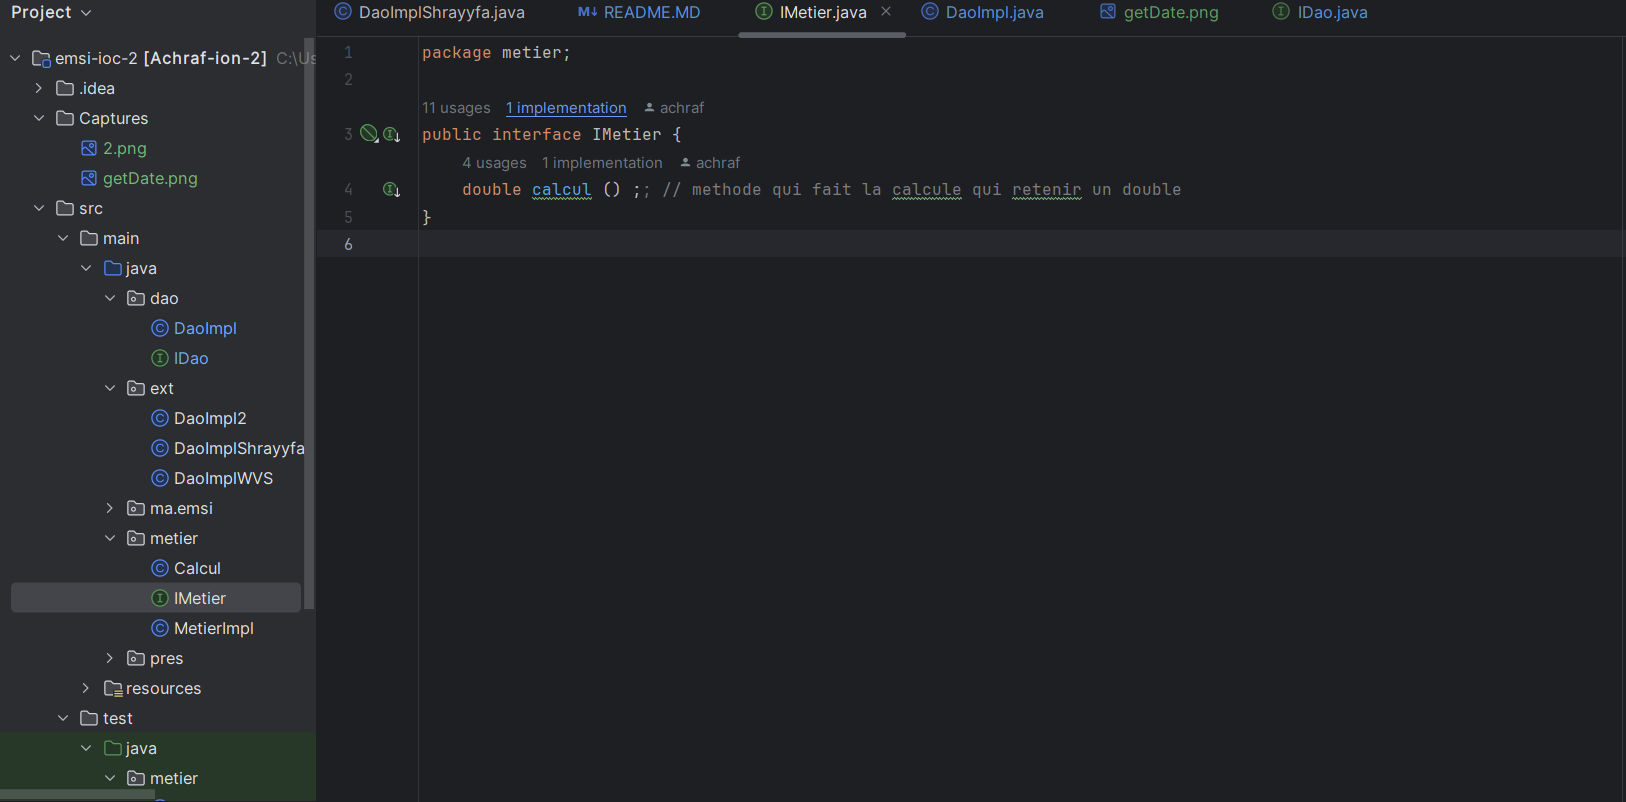 Project
emsi-ioc-2 [Achraf-ion-2] C:\Us
.idea
Captures
2.png
getDate.png
src
main
java
dao
DaoImpl
IDao
ext
DaoImpl2
DaoImplShrayyfa
DaoImplWVS
ma.emsi
metier
Calcul
IMetier
MetierImpl
pres
resources
test
java
metier
DaoImplShrayyfa.java README.MD IMetier.java DaoImpl.java getDate.png IDao.java
1 package metier;
2
11 usages 1 implementation achraf
3 public interface IMetier {
4 usages 1 implementation achraf
4 double calcul () ;; // methode qui fait la calcule qui retenir un double
5 }
6